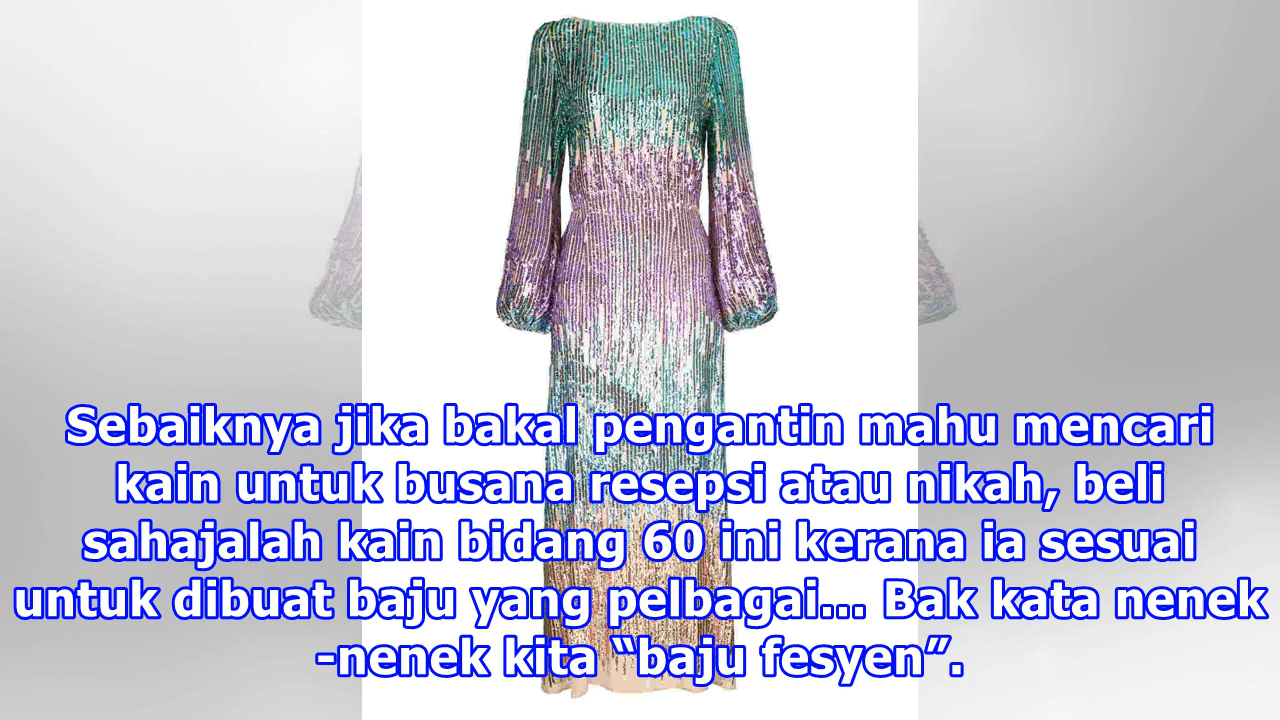 Sebaiknya jika bakal pengantin mahu mencari
kain untuk busana resepsi atau nikah, beli
sahajalah kain bidang 60 ini kerana ia sesuai
untuk dibuat baju yang pelbagai... Bak kata nenek
-nenek kita “baju fesyen”.